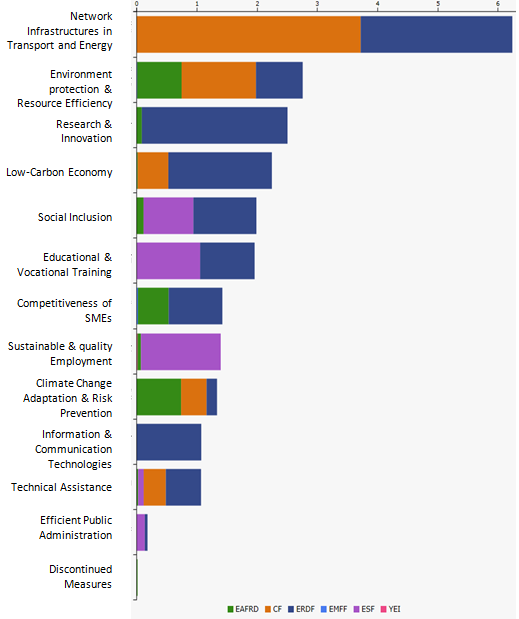 0 1 2 3 4 5 6
Network
Infrastructures in
Transport and Energy
Environment
protection &
Resource Efficiency
Research &
Innovation
Low-Carbon Economy
Social Inclusion
Educational &
Vocational Training
Competitiveness of
SMEs
Sustainable & quality
Employment
Climate Change
Adaptation & Risk
Prevention
Information &
Communication
Technologies
Technical Assistance
Efficient Public
Administration
Discontinued
Measures
EAFRD CF ERDF EMFF ESF YEI